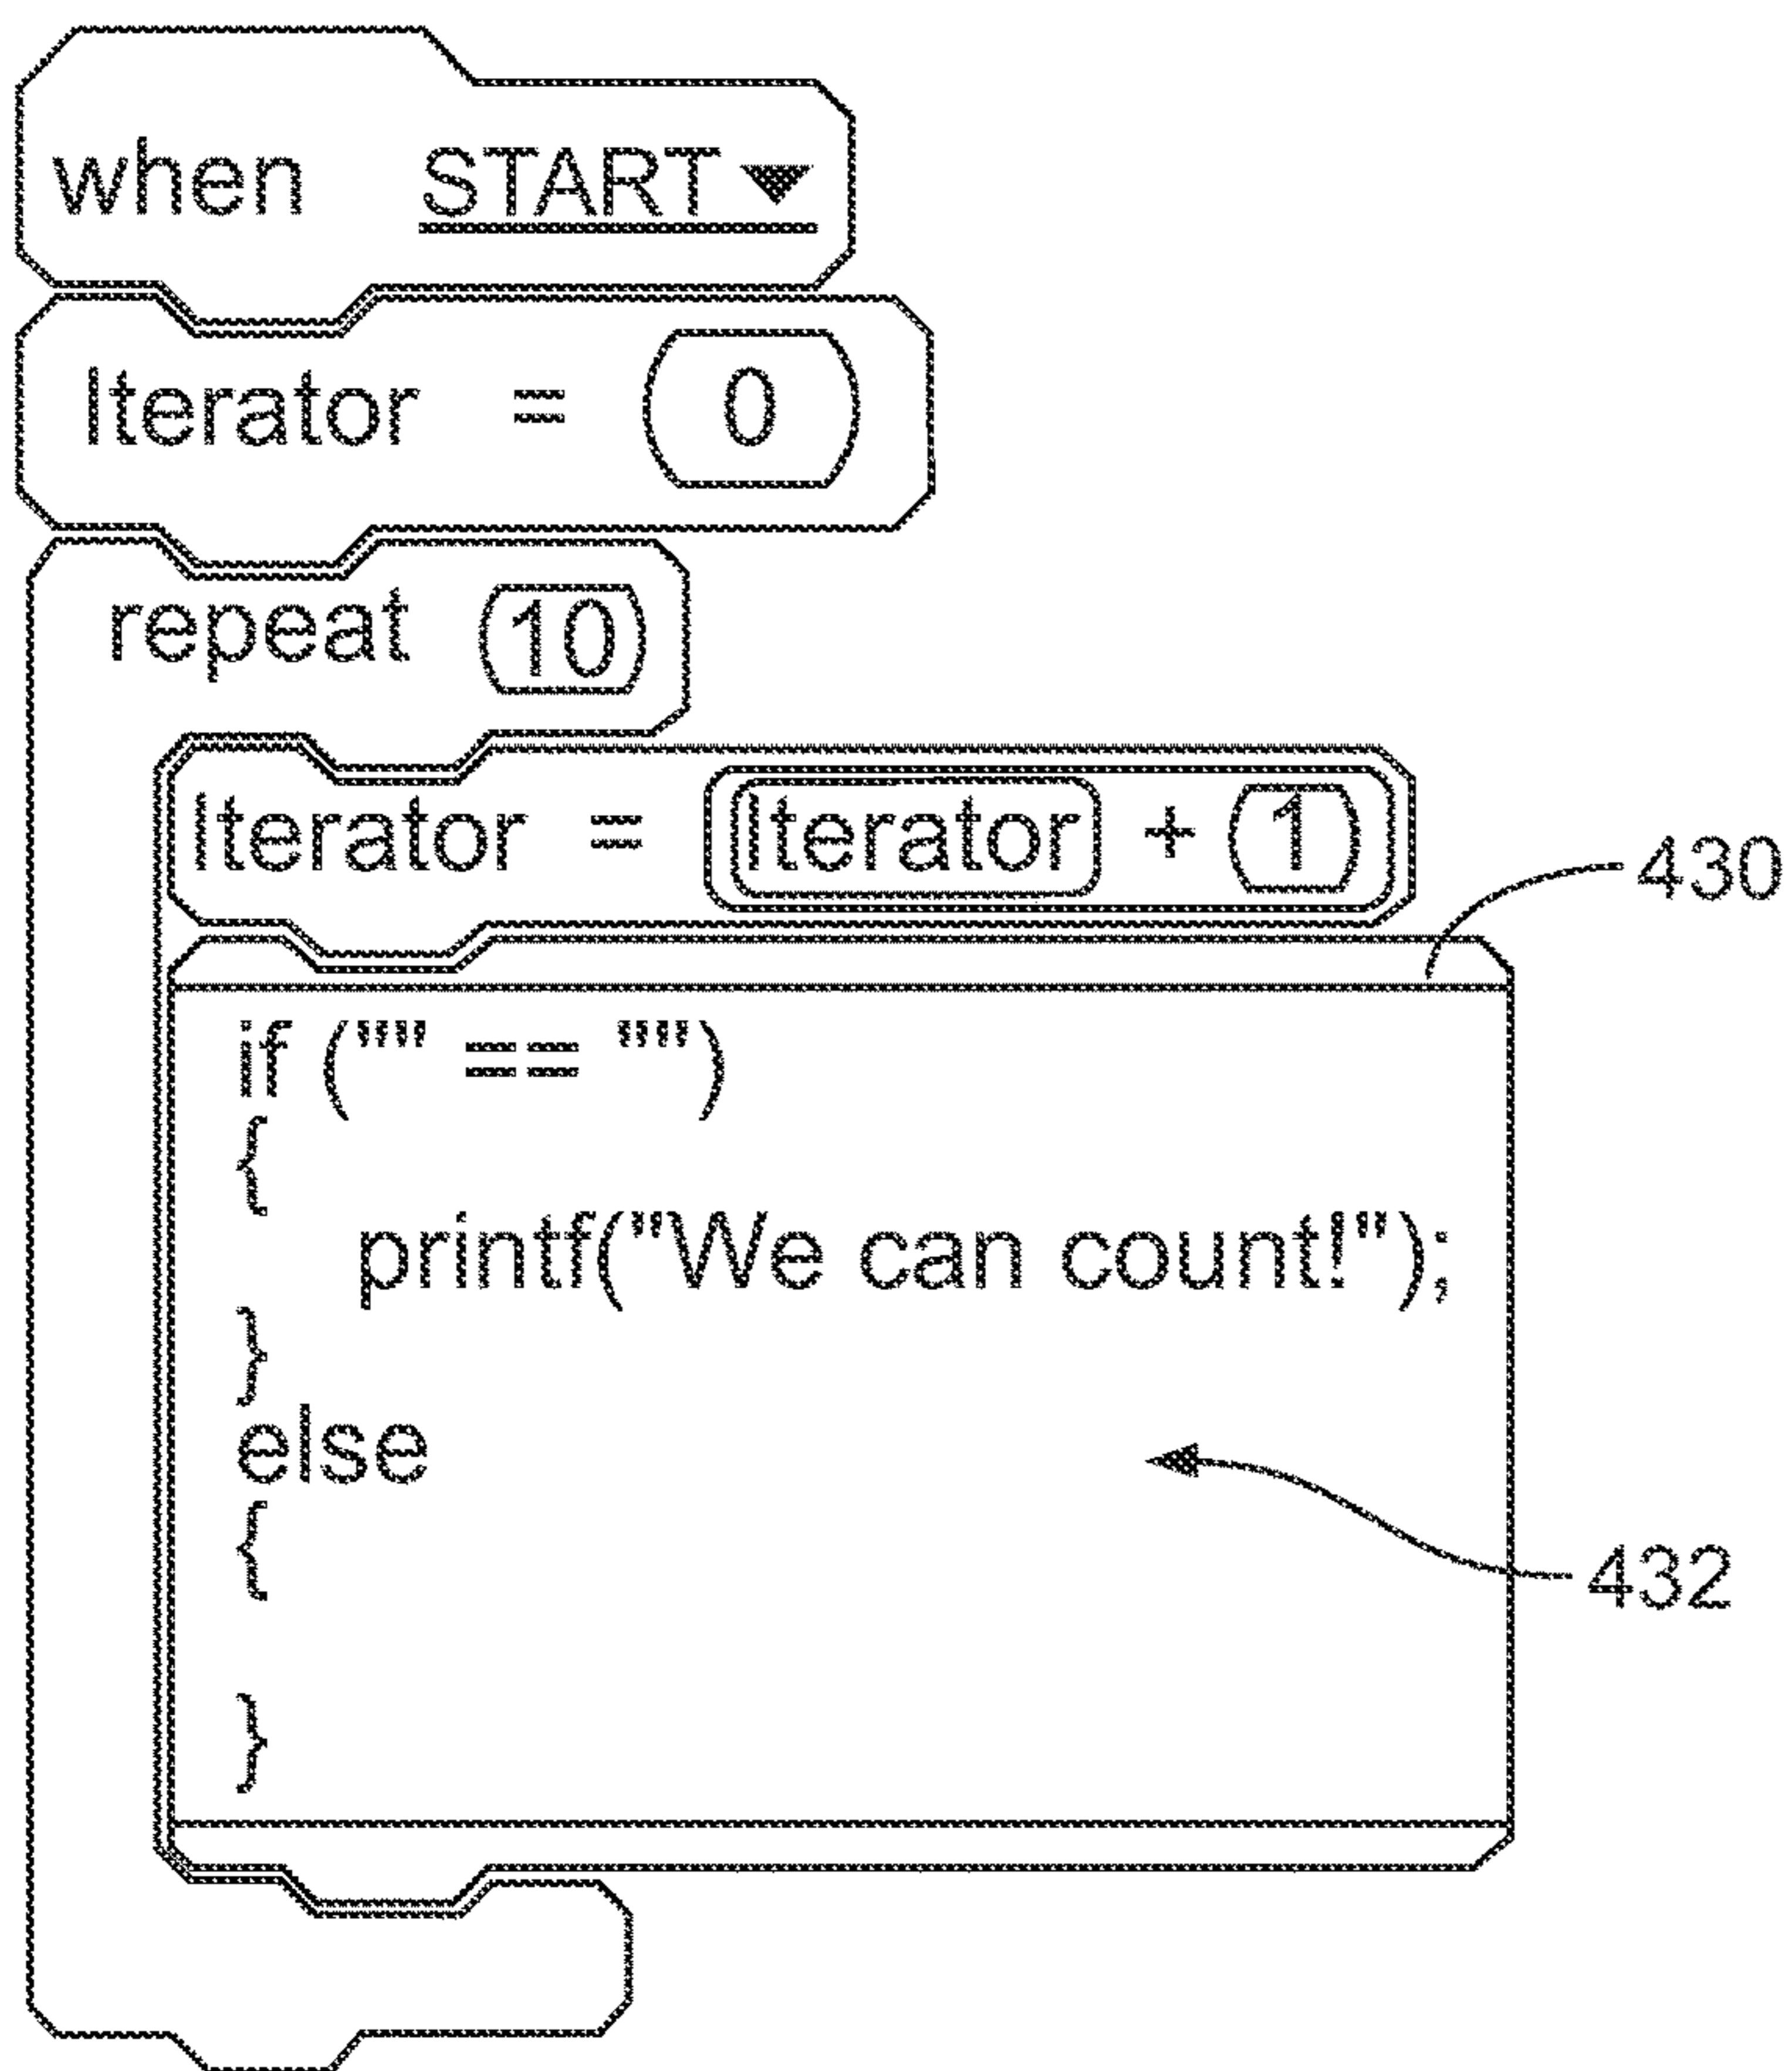 when START
Iterator = 0
repeat 10
Iterator = Iterator + 1
430
if ("" == "")
{
printf("We can count!");
}
else
{
432
}